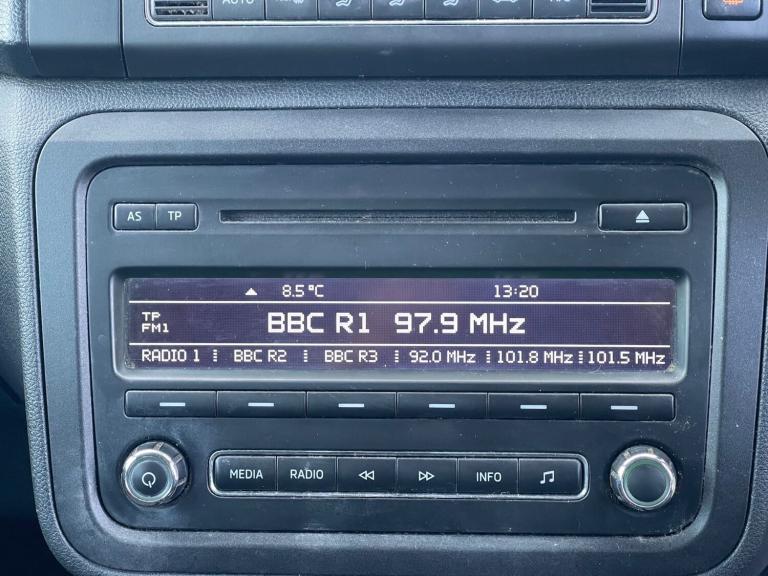 AUTO
AS TP
8.5 °C 13:20
TP
FM1
BBC R1 97.9 MHz
RADIO 1 BBC R2 BBC R3 92.0 MHz 101.8 MHz 101.5 MHz
MEDIA RADIO INFO